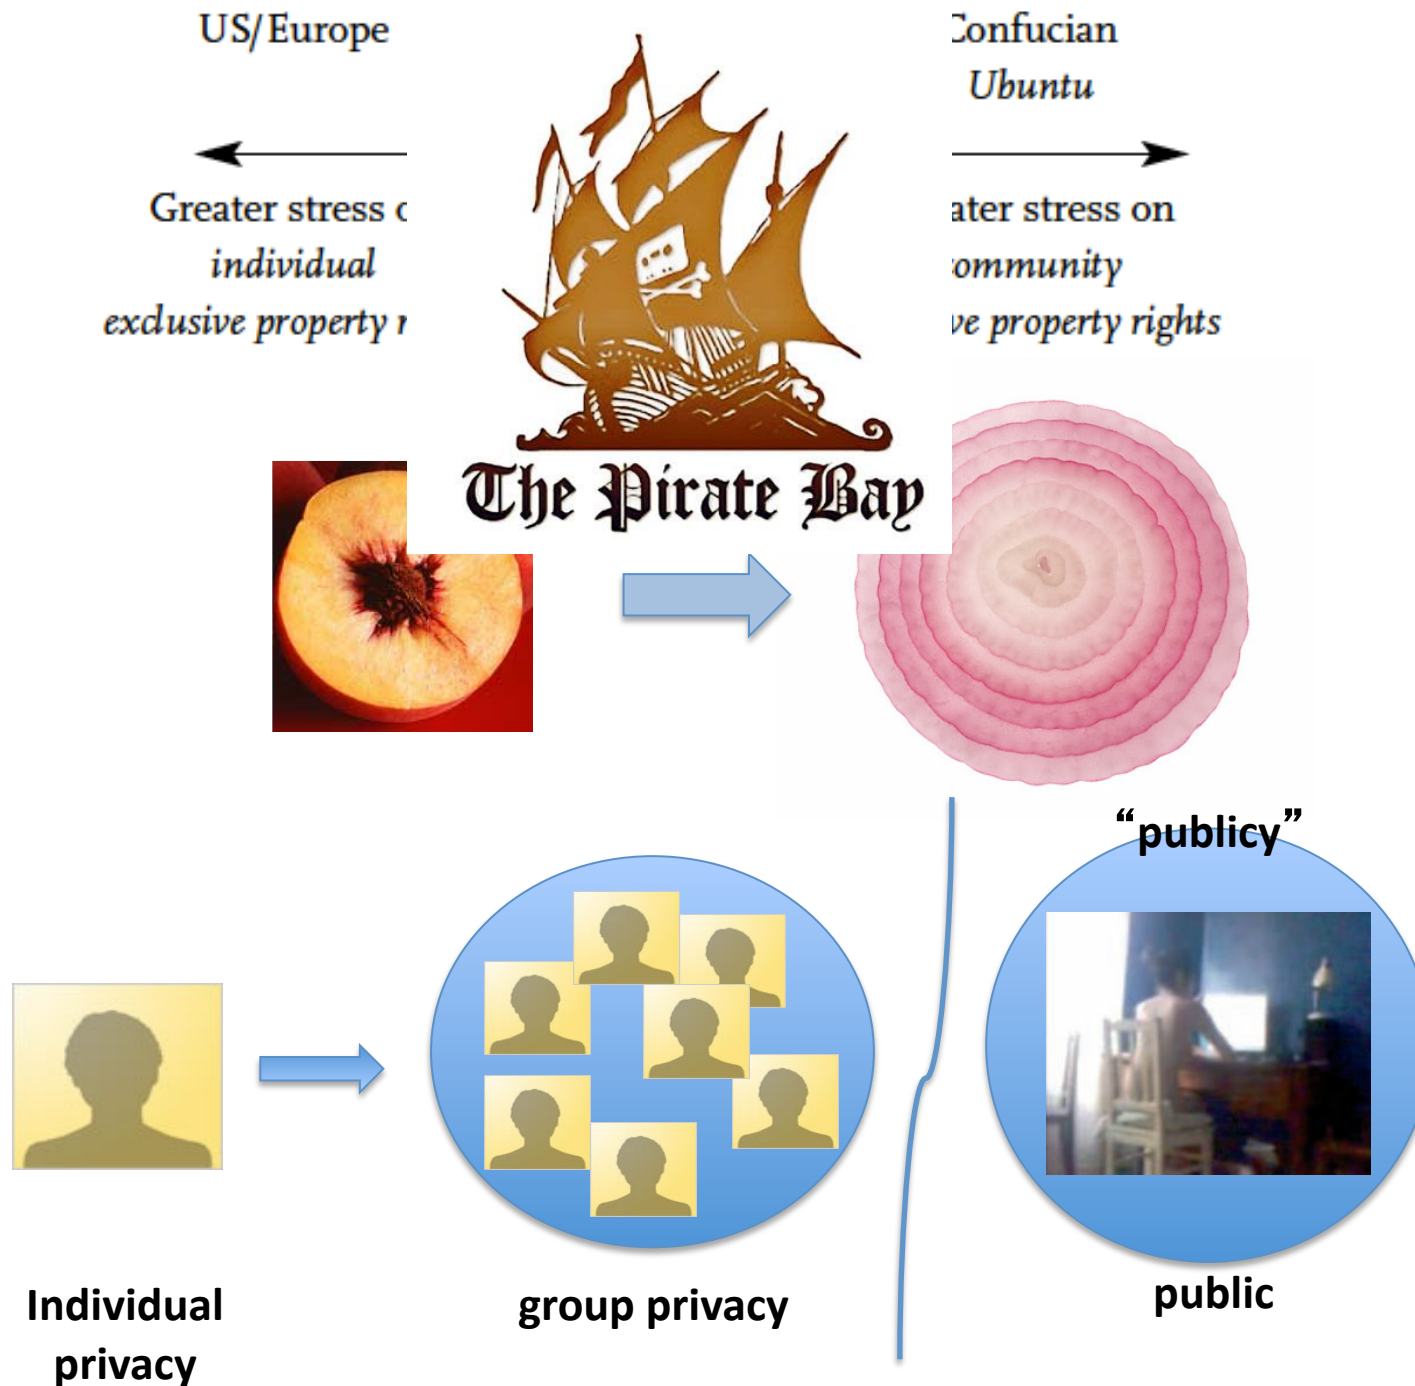 US/Europe
Confucian
Ubuntu
Greater stress o
ater stress on
individual
ommunity
exclusive property r
ve property rights
The Pirate Bay
“publicy”
Individual
privacy
group privacy
public